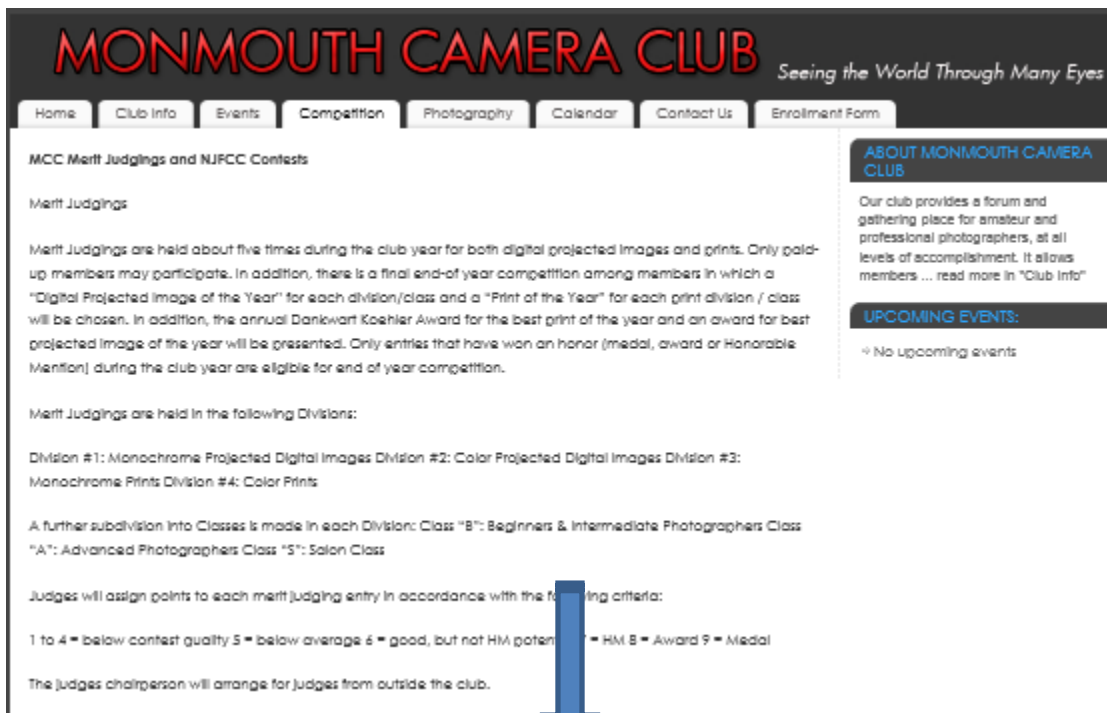 MONMOUTH CAMERA CLUB
Seeing the World Through Many Eyes
Home Club Info Events Competition Photography Calendar Contact Us Enrollment Form
MCC Merit Judgings and NJFCC Contests
Merit Judgings
Merit Judgings are held about five times during the club year for both digital projected images and prints. Only paid-
up members may participate. In addition, there is a final end-of year competition among members in which a
“Digital Projected Image of the Year” for each division/class and a “Print of the Year” for each print division / class
will be chosen. In addition, the annual Dankwart Koehler Award for the best print of the year and an award for best
projected image of the year will be presented. Only entries that have won an honor (medal, award or Honorable
Mention) during the club year are eligible for end of year competition.
Merit Judgings are held in the following Divisions:
Division #1: Monochrome Projected Digital Images Division #2: Color Projected Digital Images Division #3:
Monochrome Prints Division #4: Color Prints
A further subdivision into Classes is made in each Division: Class “B”: Beginners & Intermediate Photographers Class
“A”: Advanced Photographers Class “S”: Salon Class
Judges will assign points to each merit judging entry in accordance with the criteria:
1 to 4 = below contest quality 5 = below average 6 = good, but not HM = HM 8 = Award 9 = Medal
The judges chairperson will arrange for judges from outside the club.
ABOUT MONMOUTH CAMERA
CLUB
Our club provides a forum and
gathering place for amateur and
professional photographers, at all
levels of accomplishment. It allows
members ... read more in "Club Info"
UPCOMING EVENTS:
No upcoming events